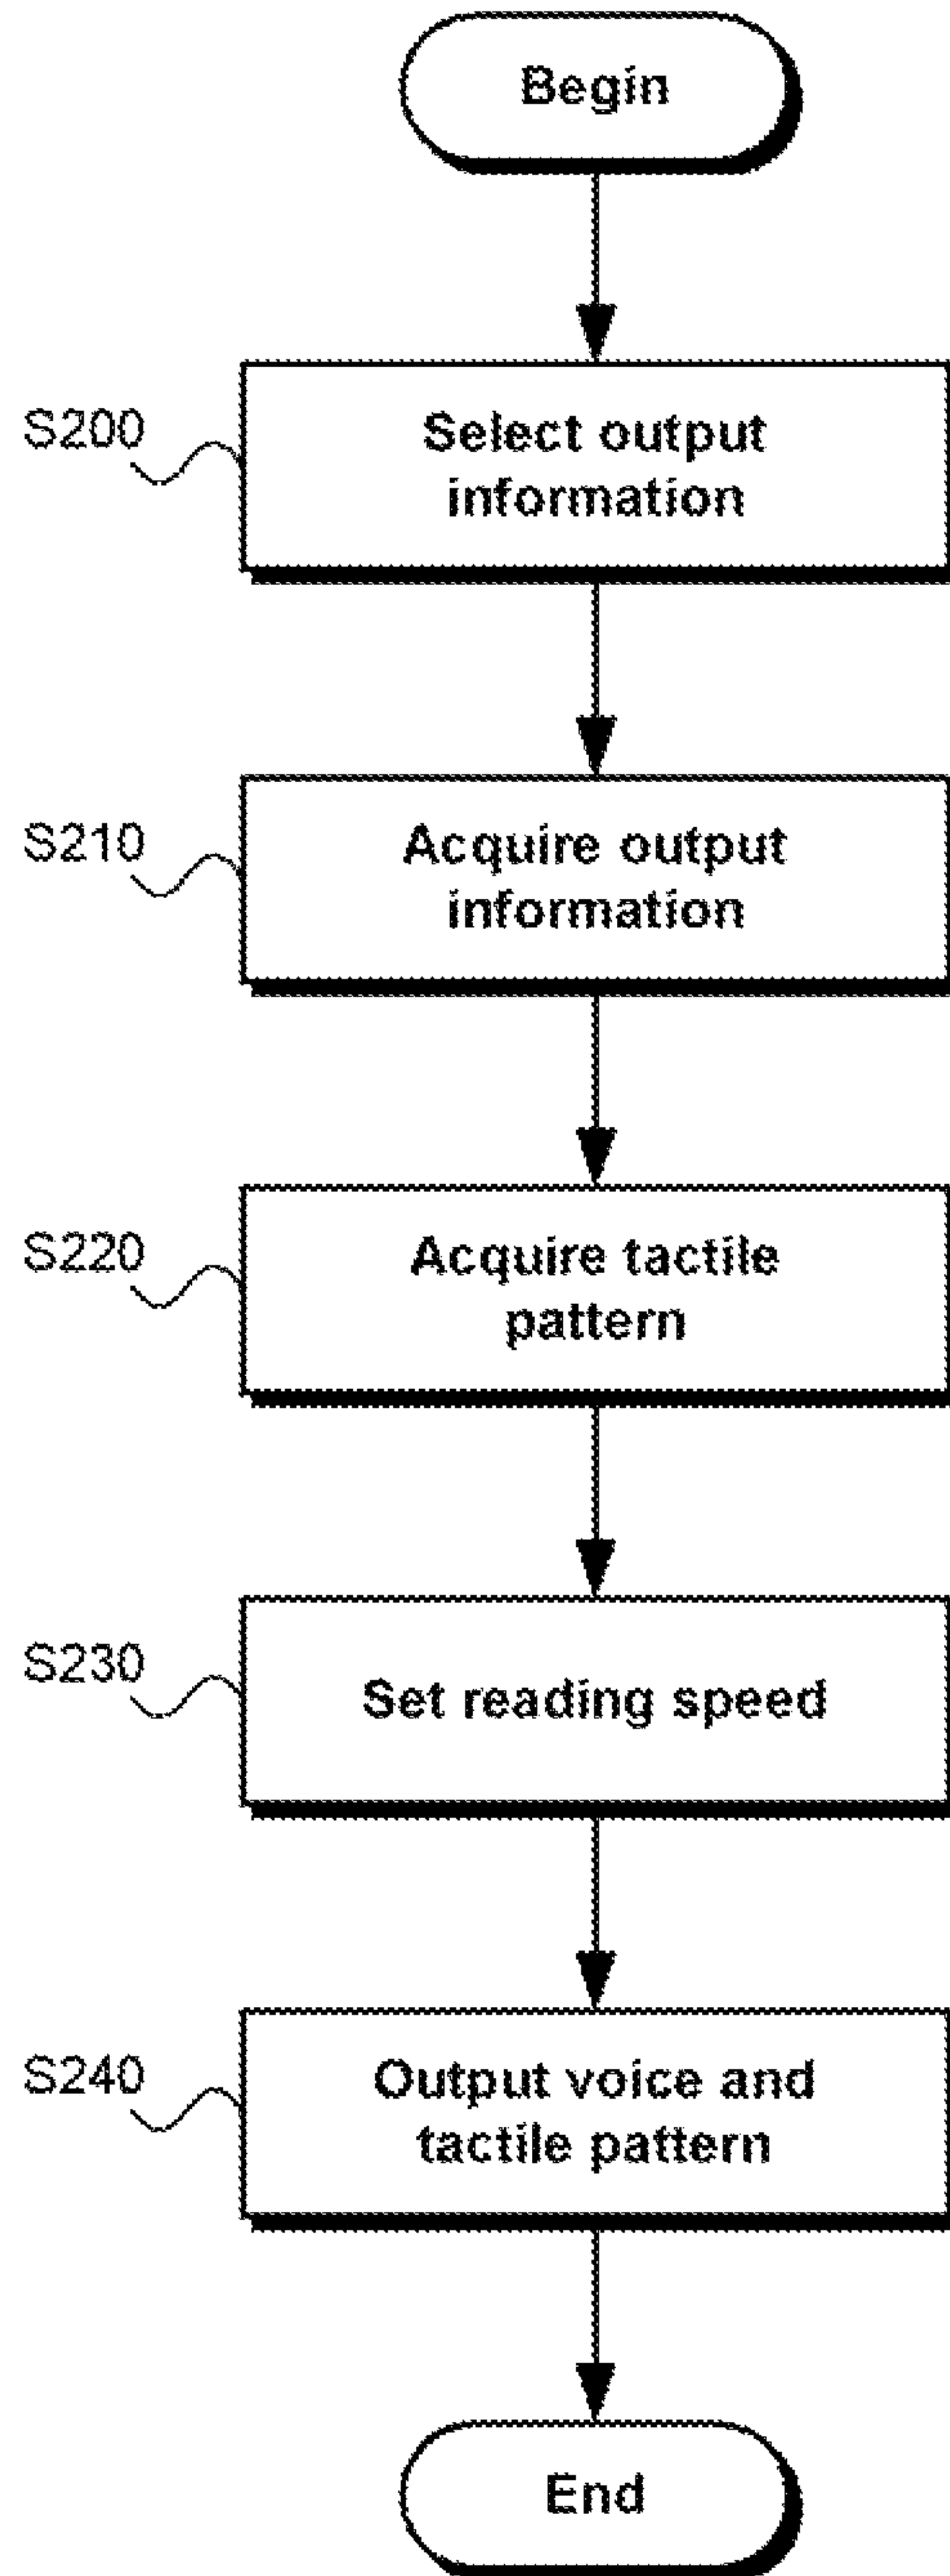 Begin
S200
Select output
information
S210
Acquire output
information
S220
Acquire tactile
pattern
S230
Set reading speed
S240
Output voice and
tactile pattern
End